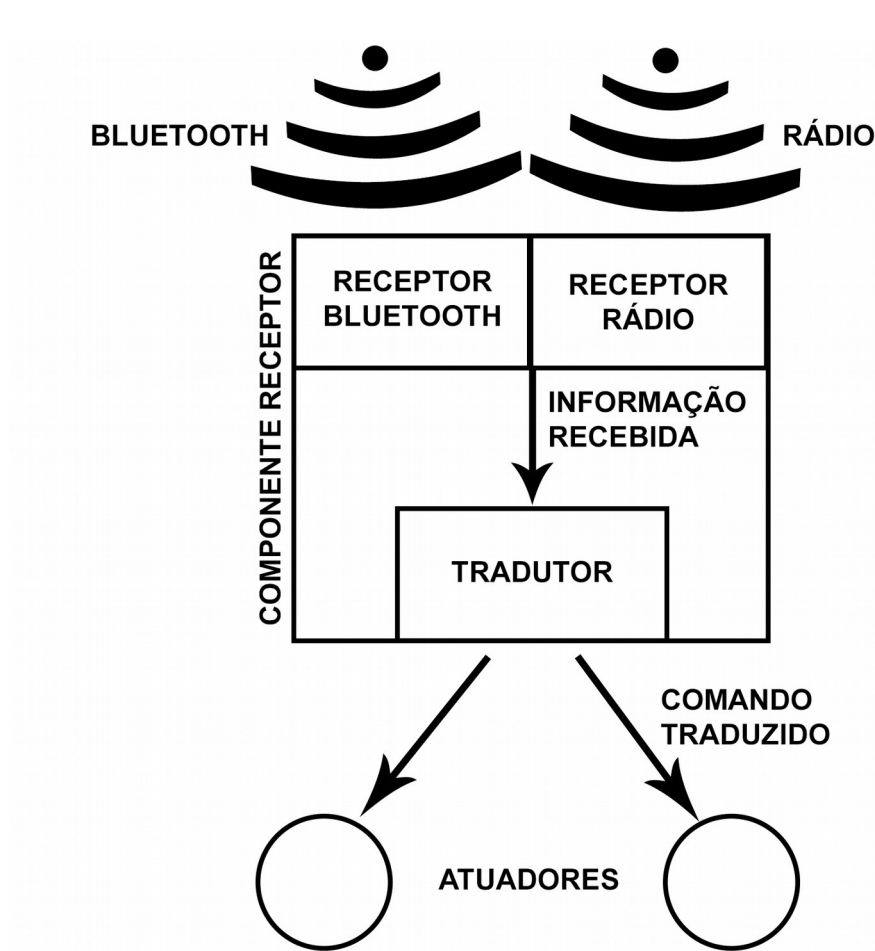 BLUETOOTH
RÁDIO
COMPONENTE RECEPTOR
RECEPTOR
BLUETOOTH
RECEPTOR
RÁDIO
INFORMAÇÃO
RECEBIDA
TRADUTOR
COMANDO
TRADUZIDO
ATUADORES